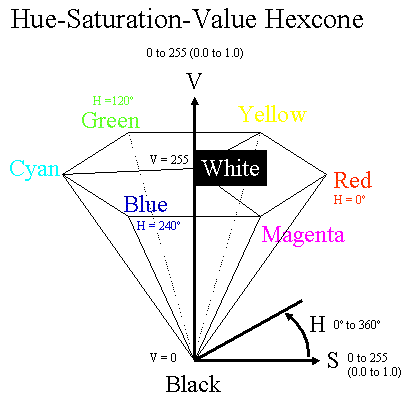 Hue-Saturation-Value Hexcone
0 to 255 (0.0 to 1.0)
V
H =120°
Green
Yellow
V = 255
Cyan
White
Red
H = 0°
Blue
H = 240°
Magenta
H 0° to 360°
V = 0
S 0 to 255
(0.0 to 1.0)
Black